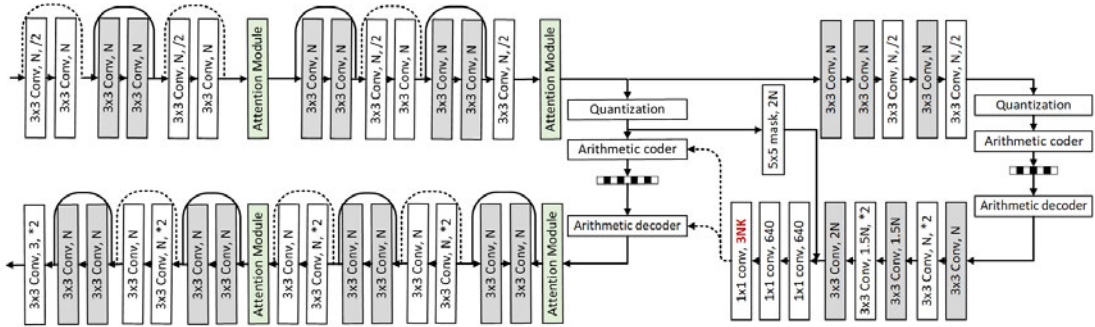 3x3 Conv, N, /2
3x3 Conv, N
3x3 Conv, N
3x3 Conv, N
3x3 Conv, N, /2
3x3 Conv, N
Attention Module
3x3 Conv, N
3x3 Conv, N
3x3 Conv, N, /2
3x3 Conv, N
3x3 Conv, N
3x3 Conv, N
3x3 Conv, N, /2
Attention Module
Quantization
Arithmetic coder
5x5 mask, 2N
3x3 Conv, N
3x3 Conv, N
3x3 Conv, N, /2
3x3 Conv, N
3x3 Conv, N, /2
Quantization
Arithmetic coder
3x3 Conv, 3, *2
3x3 Conv, N
3x3 Conv, N
3x3 Conv, N
3x3 Conv, N, *2
3x3 Conv, N
3x3 Conv, N
Attention Module
3x3 Conv, N
3x3 Conv, N, *2
3x3 Conv, N
3x3 Conv, N
3x3 Conv, N
3x3 Conv, N, *2
3x3 Conv, N
3x3 Conv, N
Attention Module
Arithmetic decoder
1x1 conv, 3NK
1x1 conv, 640
1x1 conv, 640
3x3 Conv, 2N
3x3 Conv, 1.5N, *2
3x3 Conv, 1.5N
3x3 Conv, N, *2
3x3 Conv, N
Arithmetic decoder